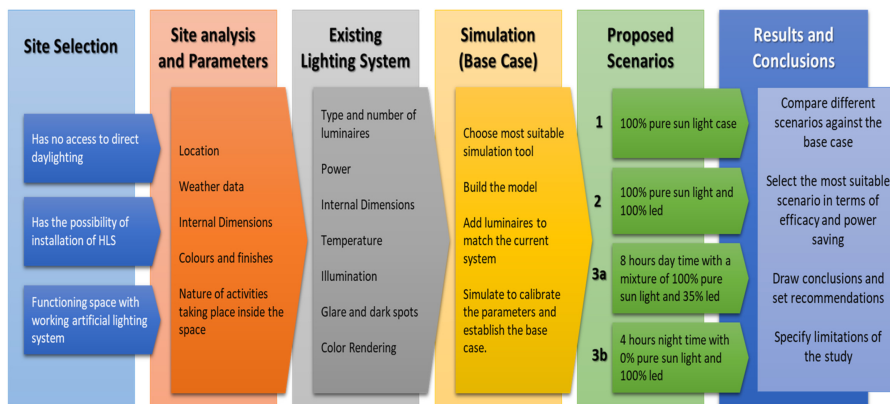 Site Selection
Has no access to direct
daylighting
Has the possibility of
installation of HLS
Functioning space with
working artificial lighting
system
Site analysis
and Parameters
Location
Weather data
Internal Dimensions
Colours and finishes
Nature of activities
taking place inside the
space
Existing
Lighting System
Type and number of
luminaires
Power
Internal Dimensions
Temperature
Illumination
Glare and dark spots
Color Rendering
Simulation
(Base Case)
Choose most suitable
simulation tool
Build the model
Add luminaires to
match the current
system
Simulate to calibrate
the parameters and
establish the base
case.
Proposed
Scenarios
1
100% pure sun light case
2
100% pure sun light and
100% led
3a
8 hours day time with a
mixture of 100% pure
sun light and 35% led
3b
4 hours night time with
0% pure sun light and
100% led
Results and
Conclusions
Compare different
scenarios against the
base case
Select the most suitable
scenario in terms of
efficacy and power
saving
Draw conclusions and
set recommendations
Specify limitations of
the study